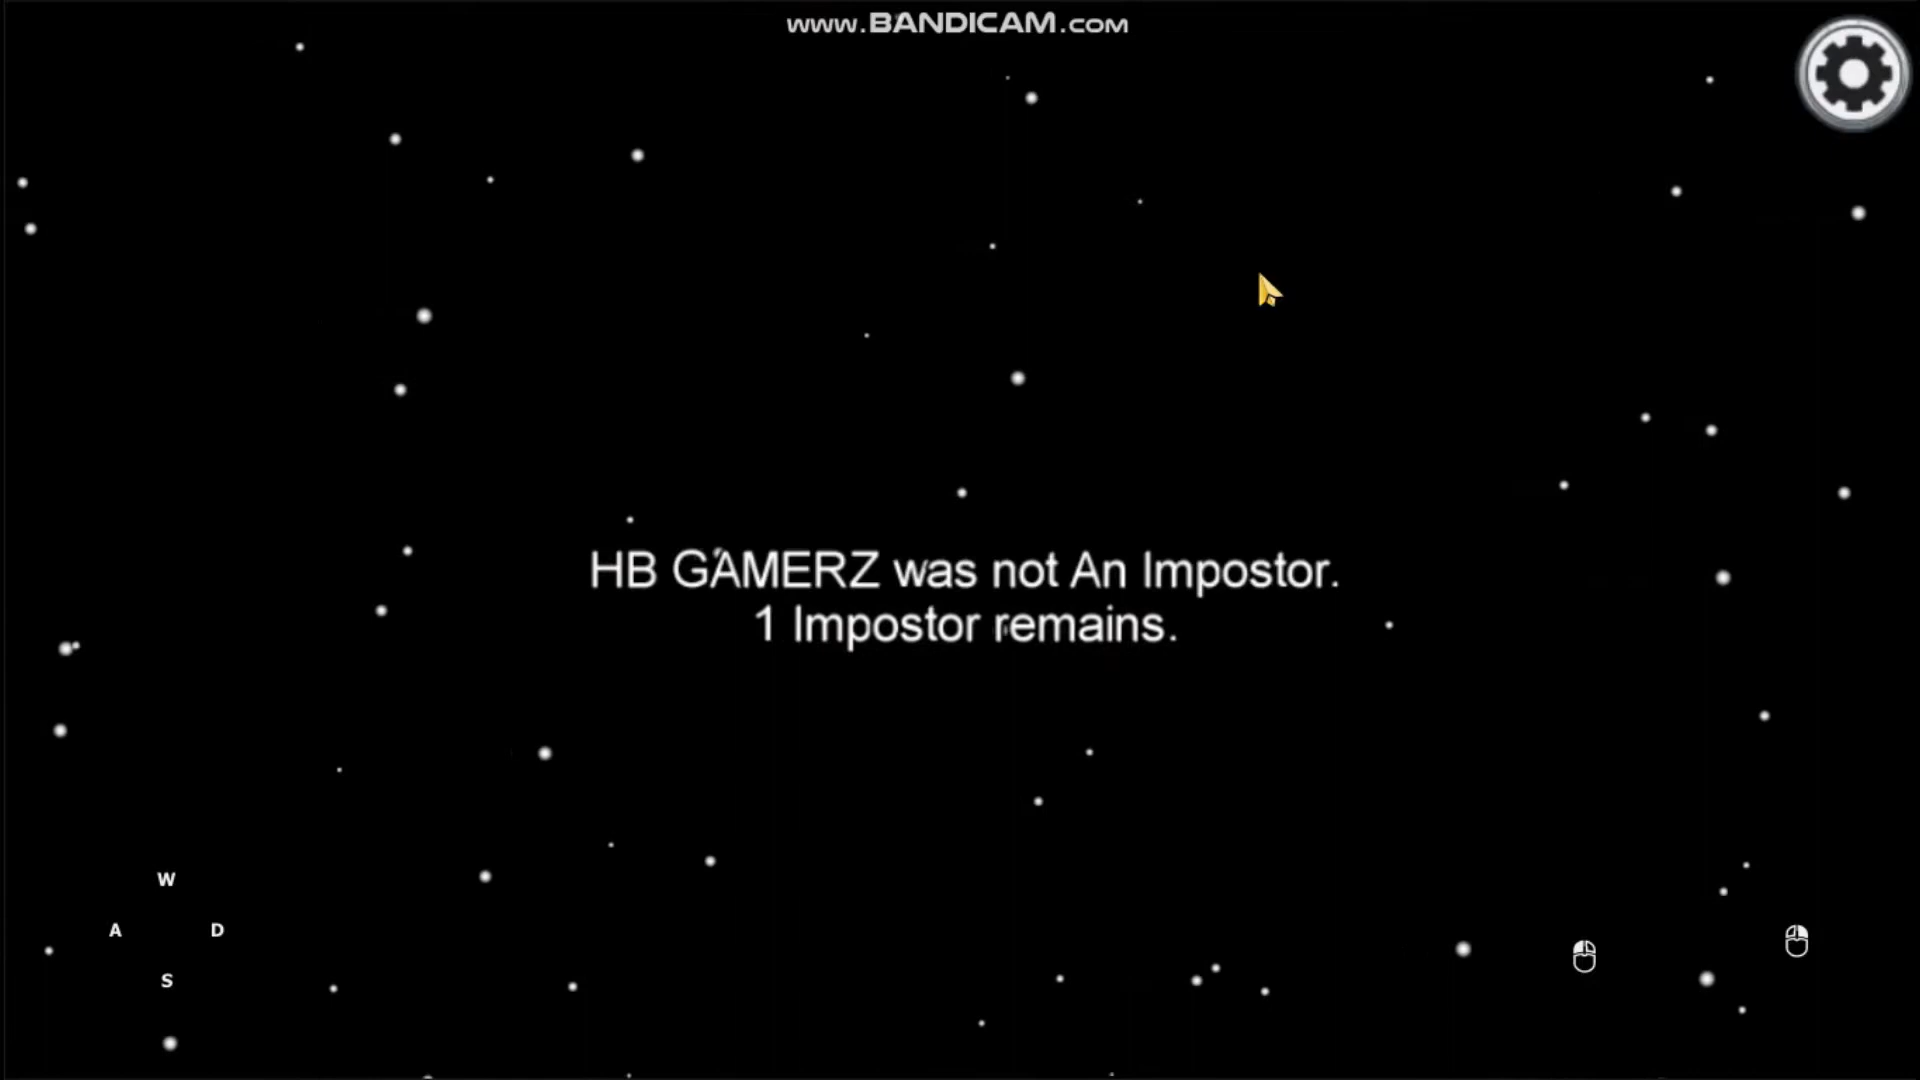 www.BANDICAM.com
HB GAMERZ was not An Impostor.
1 Impostor remains.
W
A D
S